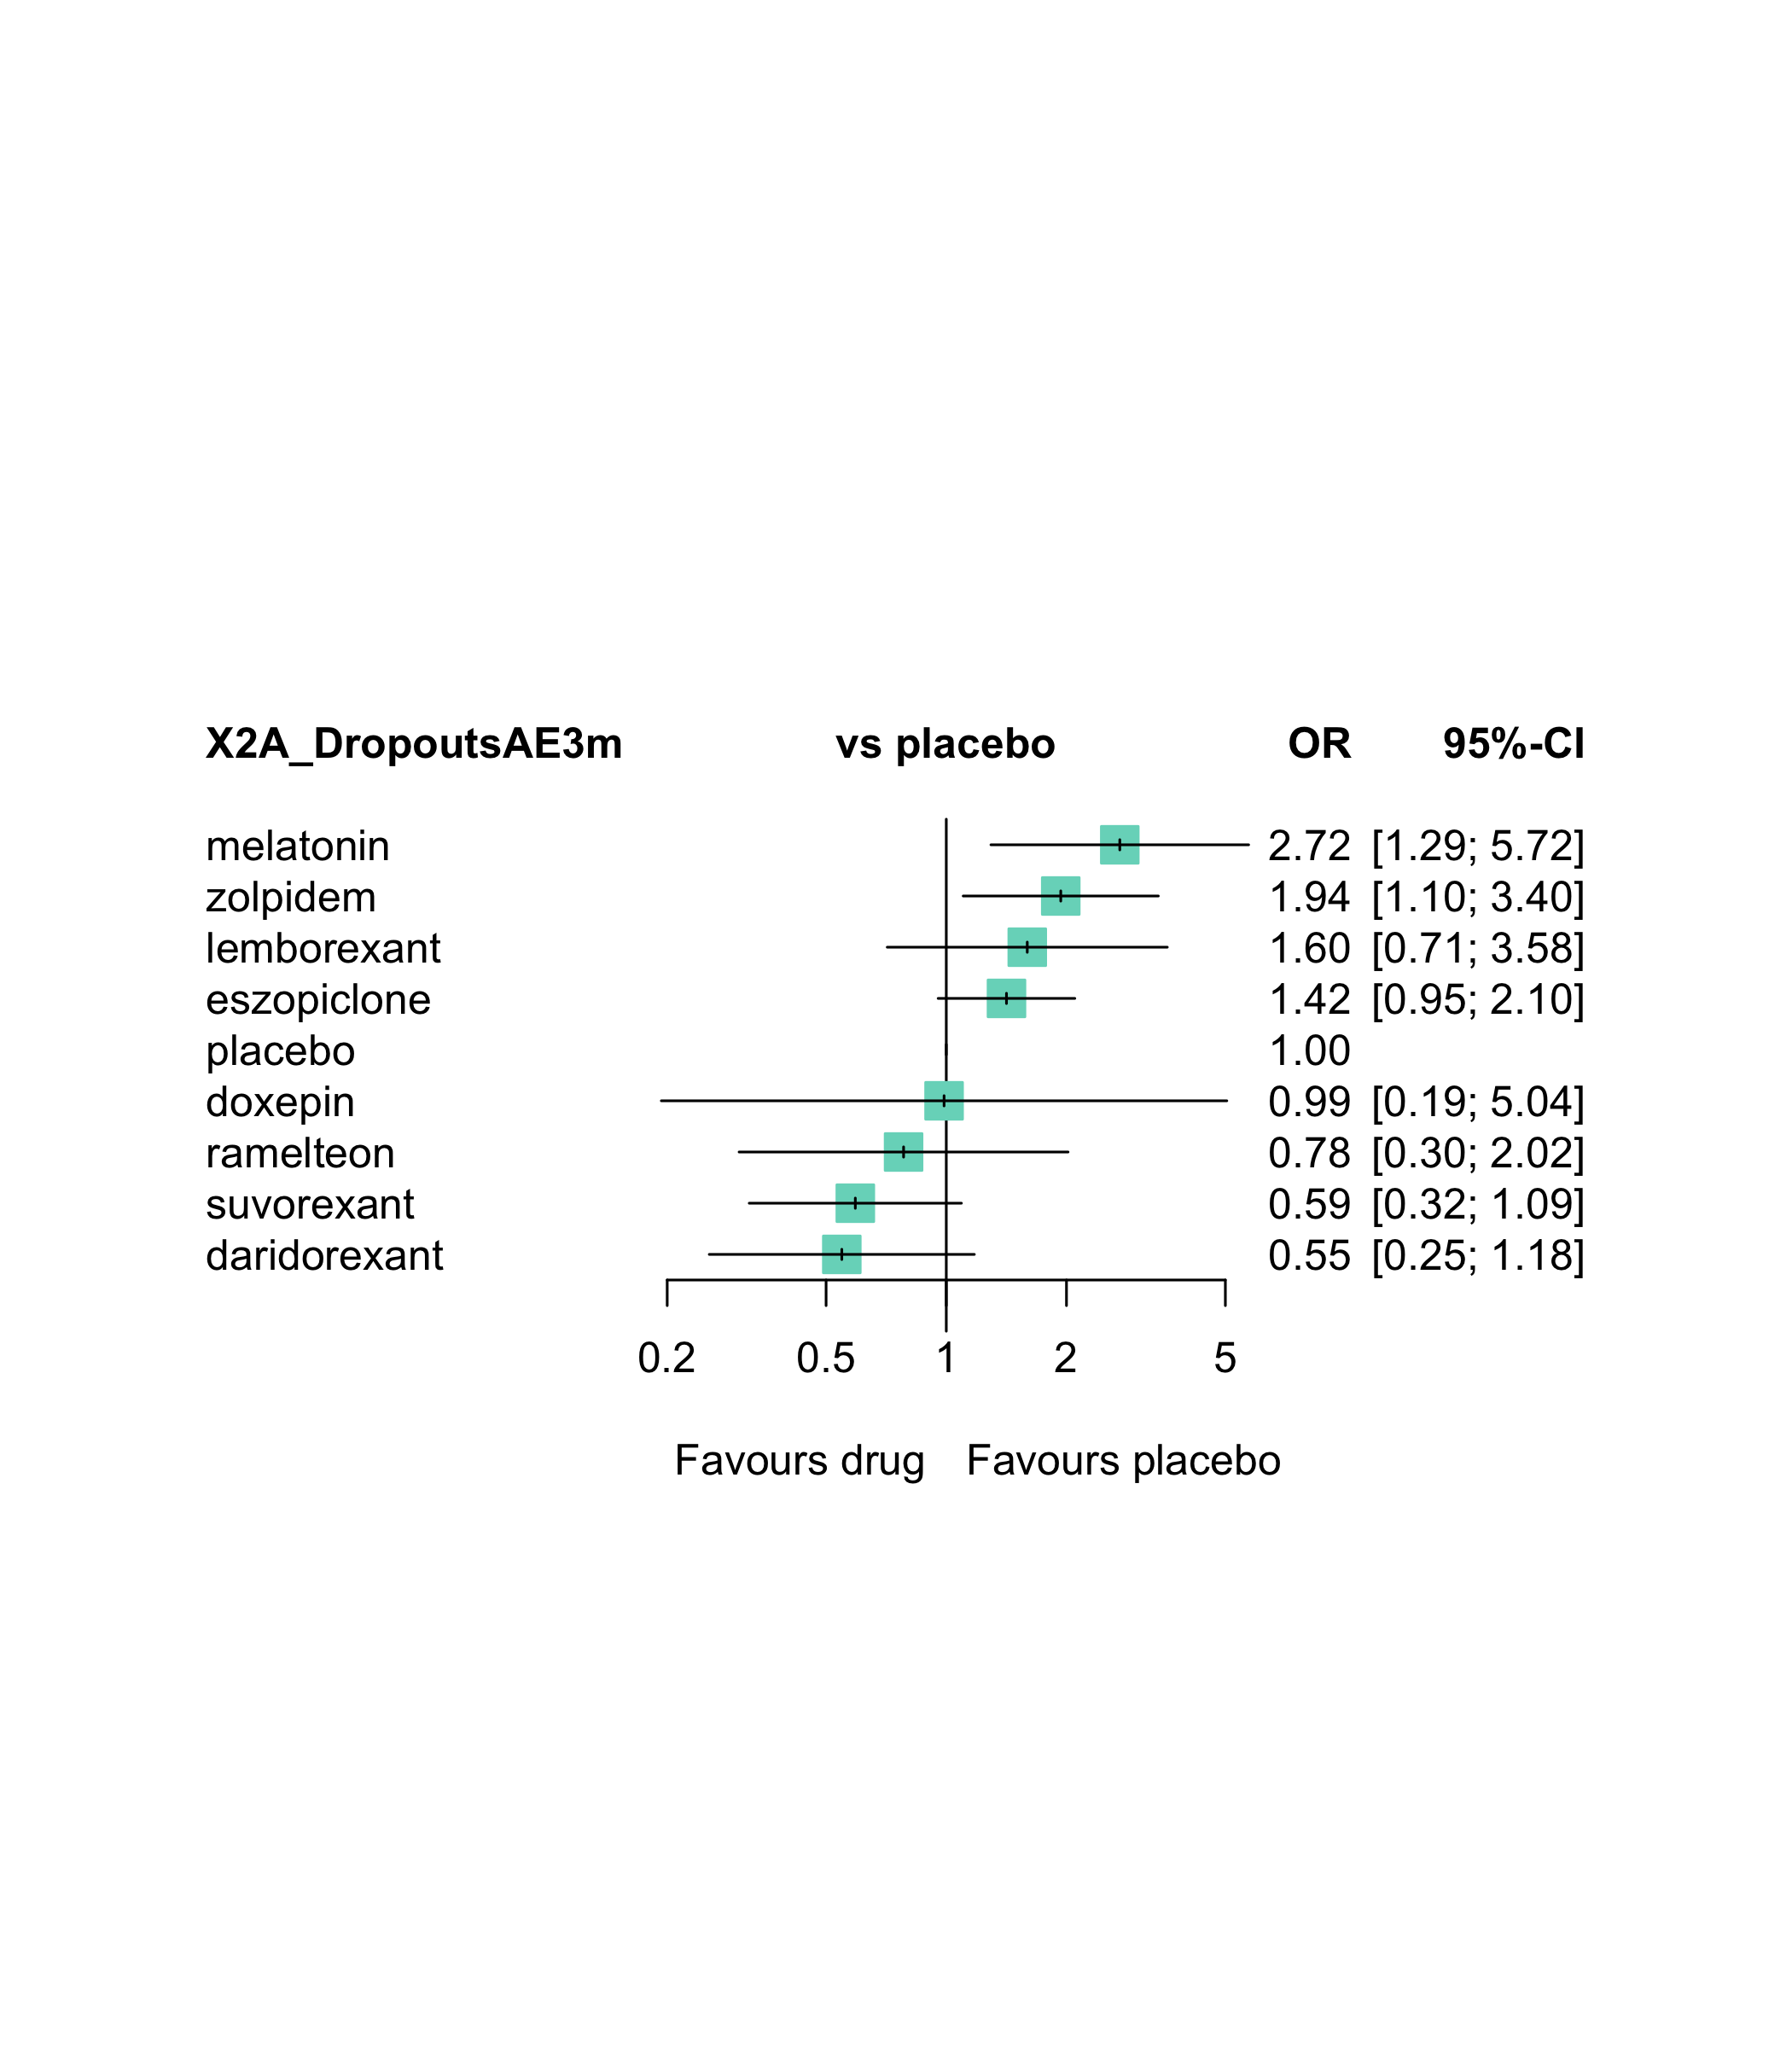 X2A_DropoutsAE3m vs placebo OR 95%-CI
melatonin 2.72 [1.29; 5.72]
zolpidem 1.94 [1.10; 3.40]
lemborexant 1.60 [0.71; 3.58]
eszopiclone 1.42 [0.95; 2.10]
placebo 1.00
doxepin 0.99 [0.19; 5.04]
ramelteon 0.78 [0.30; 2.02]
suvorexant 0.59 [0.32; 1.09]
daridorexant 0.55 [0.25; 1.18]
0.2 0.5 1 2 5
Favours drug Favours placebo